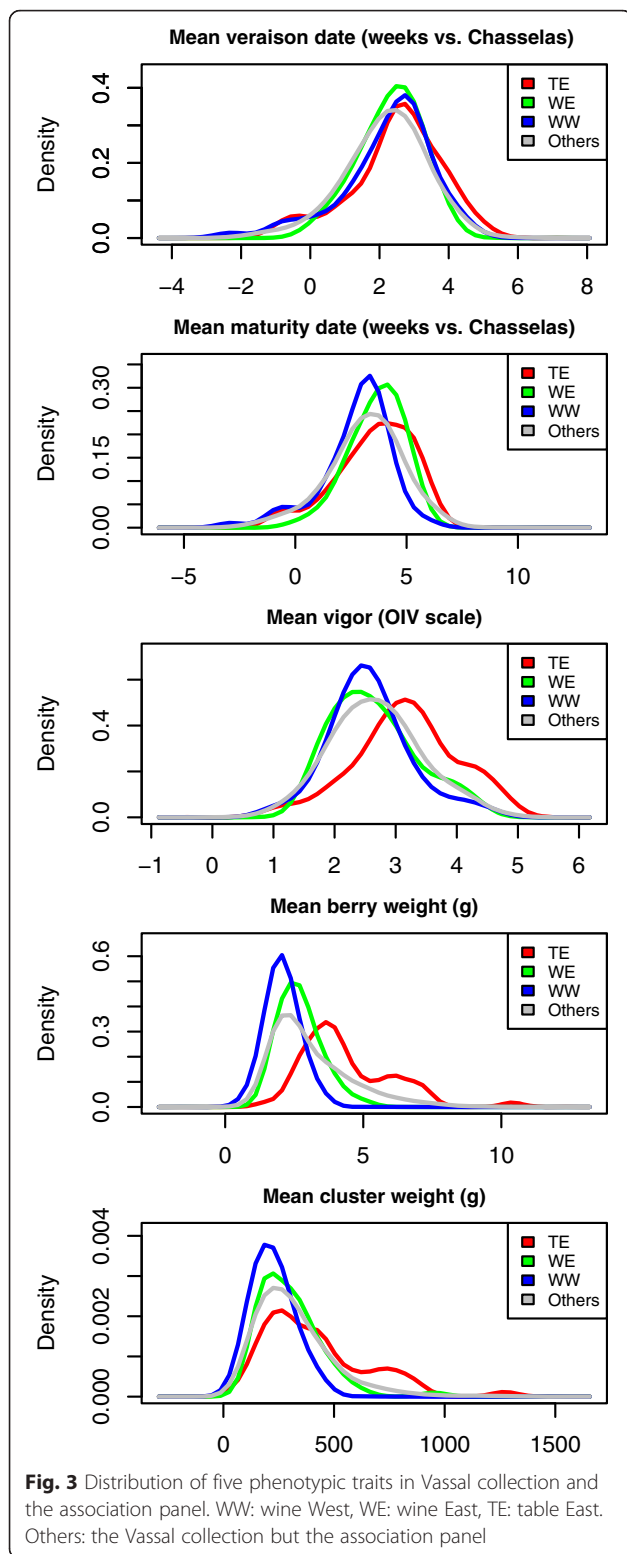 Mean veraison date (weeks vs. Chasselas)
Density
0.0 0.2 0.4
TE
WE
WW
Others
−4 −2 0 2 4 6 8
Mean maturity date (weeks vs. Chasselas)
Density
0.00 0.15 0.30
TE
WE
WW
Others
−5 0 5 10
Mean vigor (OIV scale)
Density
0.0 0.4
TE
WE
WW
Others
−1 0 1 2 3 4 5 6
Mean berry weight (g)
Density
0.0 0.3 0.6
TE
WE
WW
Others
0 5 10
Mean cluster weight (g)
Density
0.000 0.002 0.004
TE
WE
WW
Others
0 500 1000 1500
Fig. 3 Distribution of five phenotypic traits in Vassal collection and
the association panel. WW: wine West, WE: wine East, TE: table East.
Others: the Vassal collection but the association panel